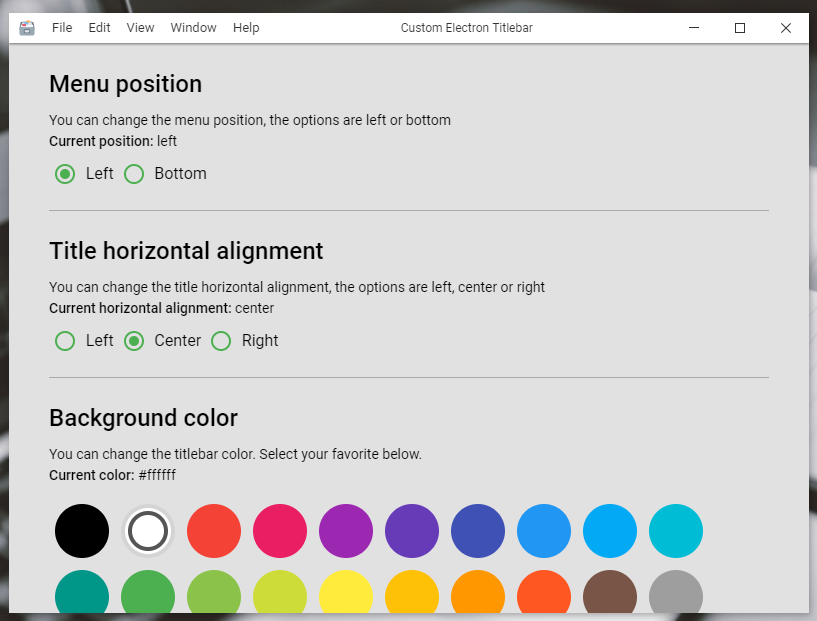 File Edit View Window Help Custom Electron Titlebar
Menu position
You can change the menu position, the options are left or bottom
Current position: left
Left Bottom
Title horizontal alignment
You can change the title horizontal alignment, the options are left, center or right
Current horizontal alignment: center
Left Center Right
Background color
You can change the titlebar color. Select your favorite below.
Current color: #ffffff